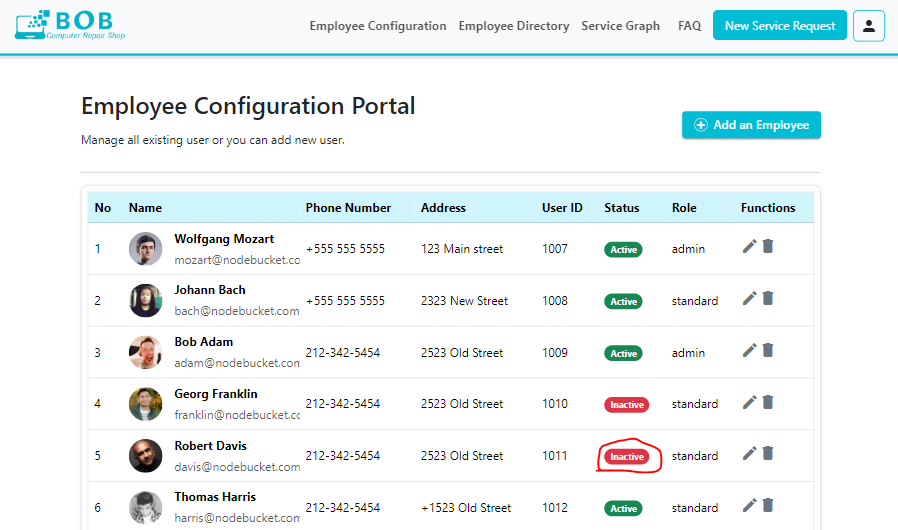 BOB
Computer Repair Shop
Employee Configuration Employee Directory Service Graph FAQ New Service Request
Employee Configuration Portal
Manage all existing user or you can add new user.
Add an Employee
No Name Phone Number Address User ID Status Role Functions
1 Wolfgang Mozart mozart@nodebucket.co +555 555 5555 123 Main street 1007 Active admin
2 Johann Bach bach@nodebucket.com +555 555 5555 2323 New Street 1008 Active standard
3 Bob Adam adam@nodebucket.com 212-342-5454 2523 Old Street 1009 Active admin
4 Georg Franklin franklin@nodebucket.cc 212-342-5454 2523 Old Street 1010 Inactive standard
5 Robert Davis davis@nodebucket.com 212-342-5454 2523 Old Street 1011 Inactive standard
6 Thomas Harris harris@nodebucket.com 212-342-5454 +1523 Old Street 1012 Active standard